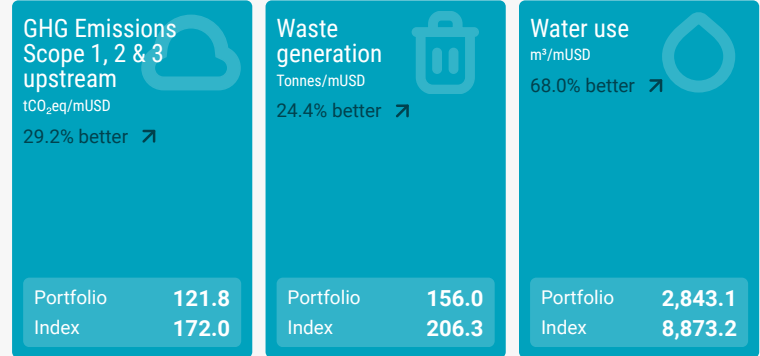 GHG Emissions
Scope 1, 2 & 3
upstream
tCO₂eq/mUSD
29.2% better
Portfolio 121.8
Index 172.0
Waste
generation
Tonnes/mUSD
24.4% better
Portfolio 156.0
Index 206.3
Water use
m³/mUSD
68.0% better
Portfolio 2,843.1
Index 8,873.2